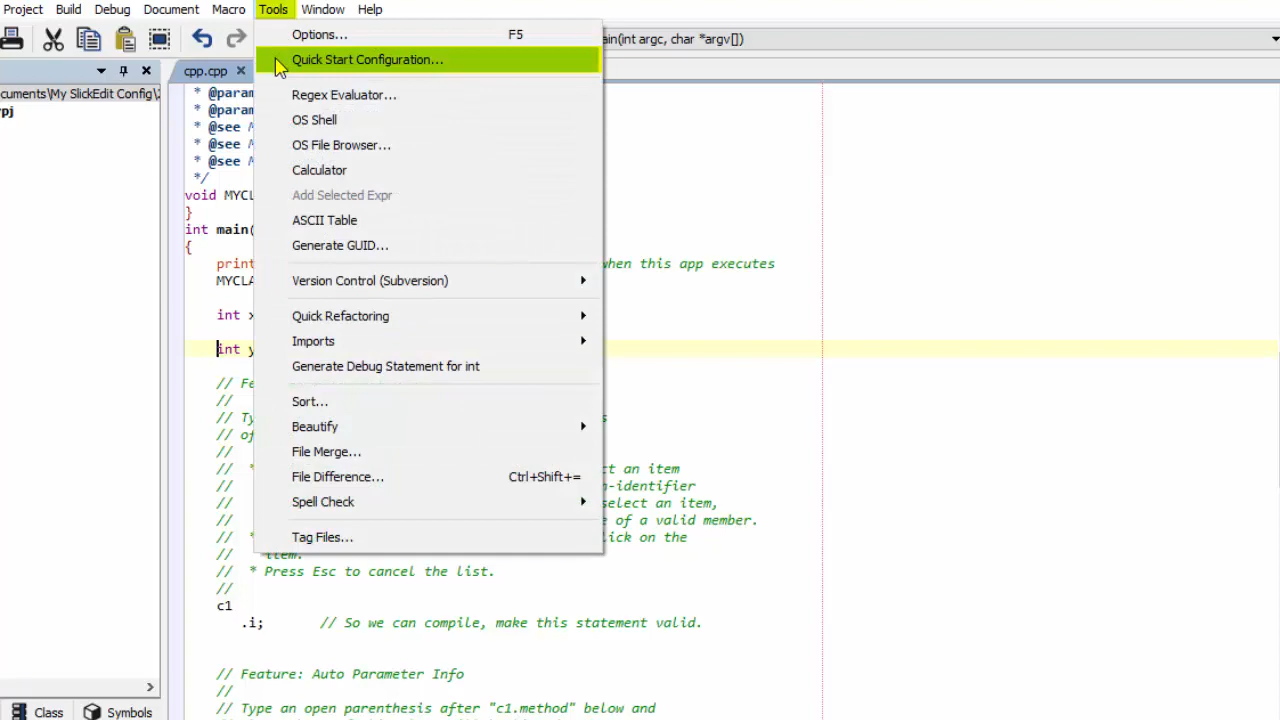 Project Build Debug Document Macro Tools Window Help
ain(int argc, char *argv[])
cpp.cpp
ocuments\My SlickEdit Config\2
pj
Options... F5
Quick Start Configuration...
Regex Evaluator...
OS Shell
OS File Browser...
Calculator
Add Selected Expr
ASCII Table
Generate GUID...
Version Control (Subversion)
Quick Refactoring
Imports
Generate Debug Statement for int
Sort...
Beautify
File Merge...
File Difference... Ctrl+Shift+=
Spell Check
Tag Files...
* @param
* @param
* @see M
* @see M
* @see M
*/
void MYCL
}
int main(
{
print when this app executes
MYCLA
int x
int y
// Fe
//
// Ty s
// of
//
// * ct an item
// n-identifier
// select an item,
// e of a valid member.
// * lick on the
// item.
// * Press Esc to cancel the list.
//
c1
.i; // So we can compile, make this statement valid.
// Feature: Auto Parameter Info
//
// Type an open parenthesis after "c1.method" below and
Class Symbols